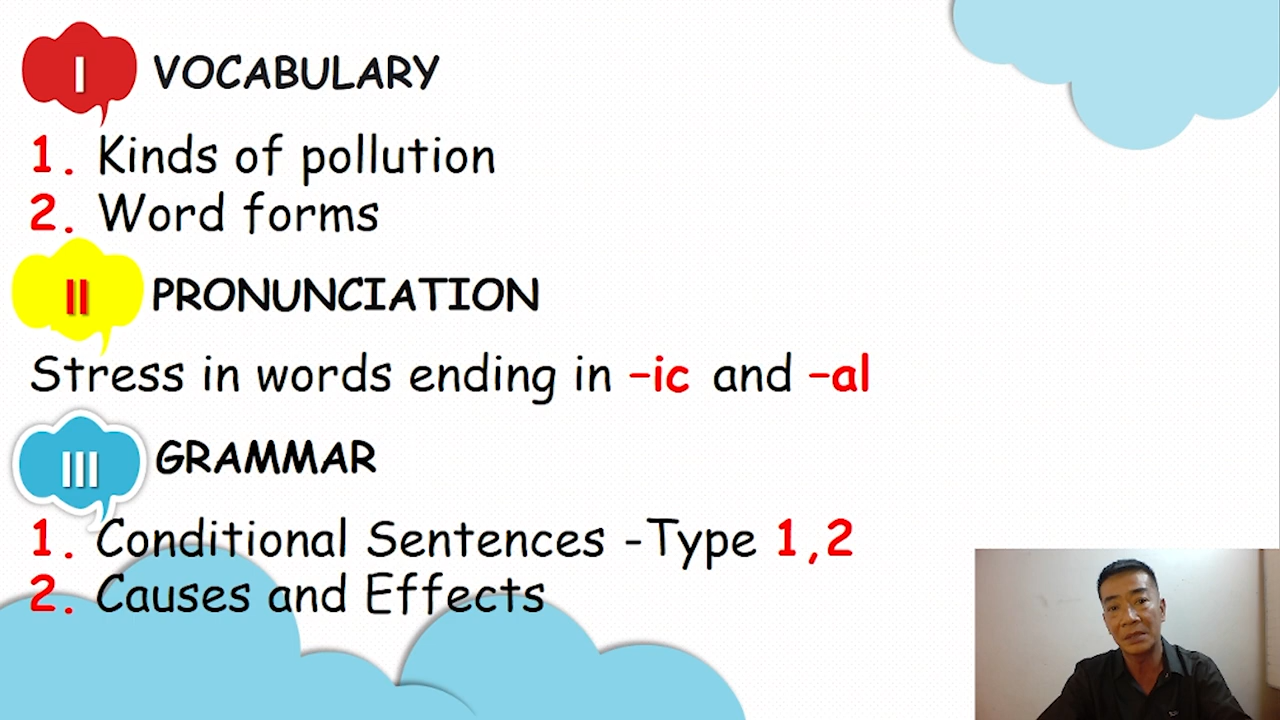 I VOCABULARY
1. Kinds of pollution
2. Word forms
II PRONUNCIATION
Stress in words ending in –ic and –al
III GRAMMAR
1. Conditional Sentences -Type 1,2
2. Causes and Effects